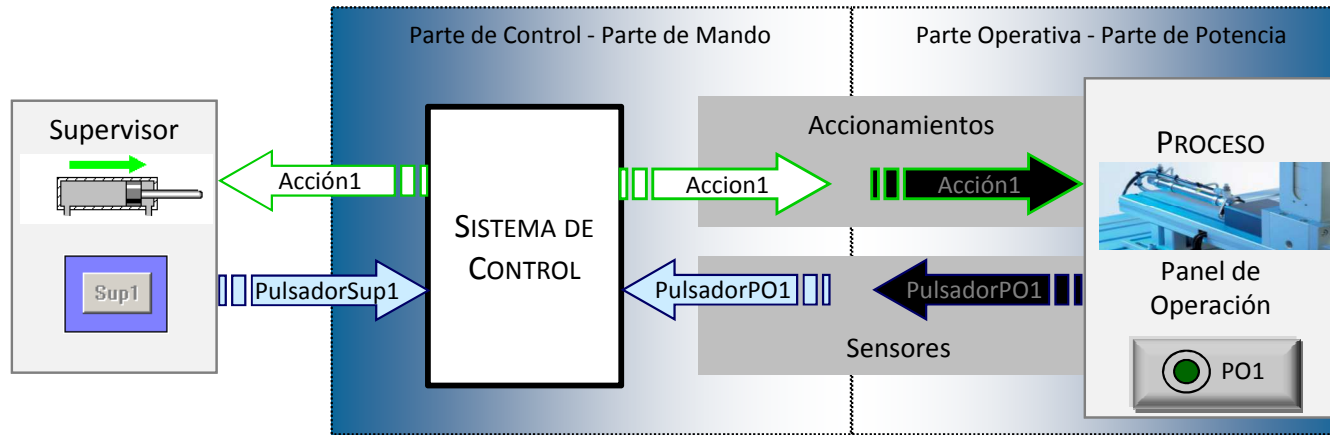 Parte de Control - Parte de Mando
Parte Operativa - Parte de Potencia
Supervisor
Acción1
Sup1
PulsadorSup1
SISTEMA DE
CONTROL
Accionamientos
Accion1
Acción1
PulsadorPO1
PulsadorPO1
Sensores
PROCESO
Panel de
Operación
PO1